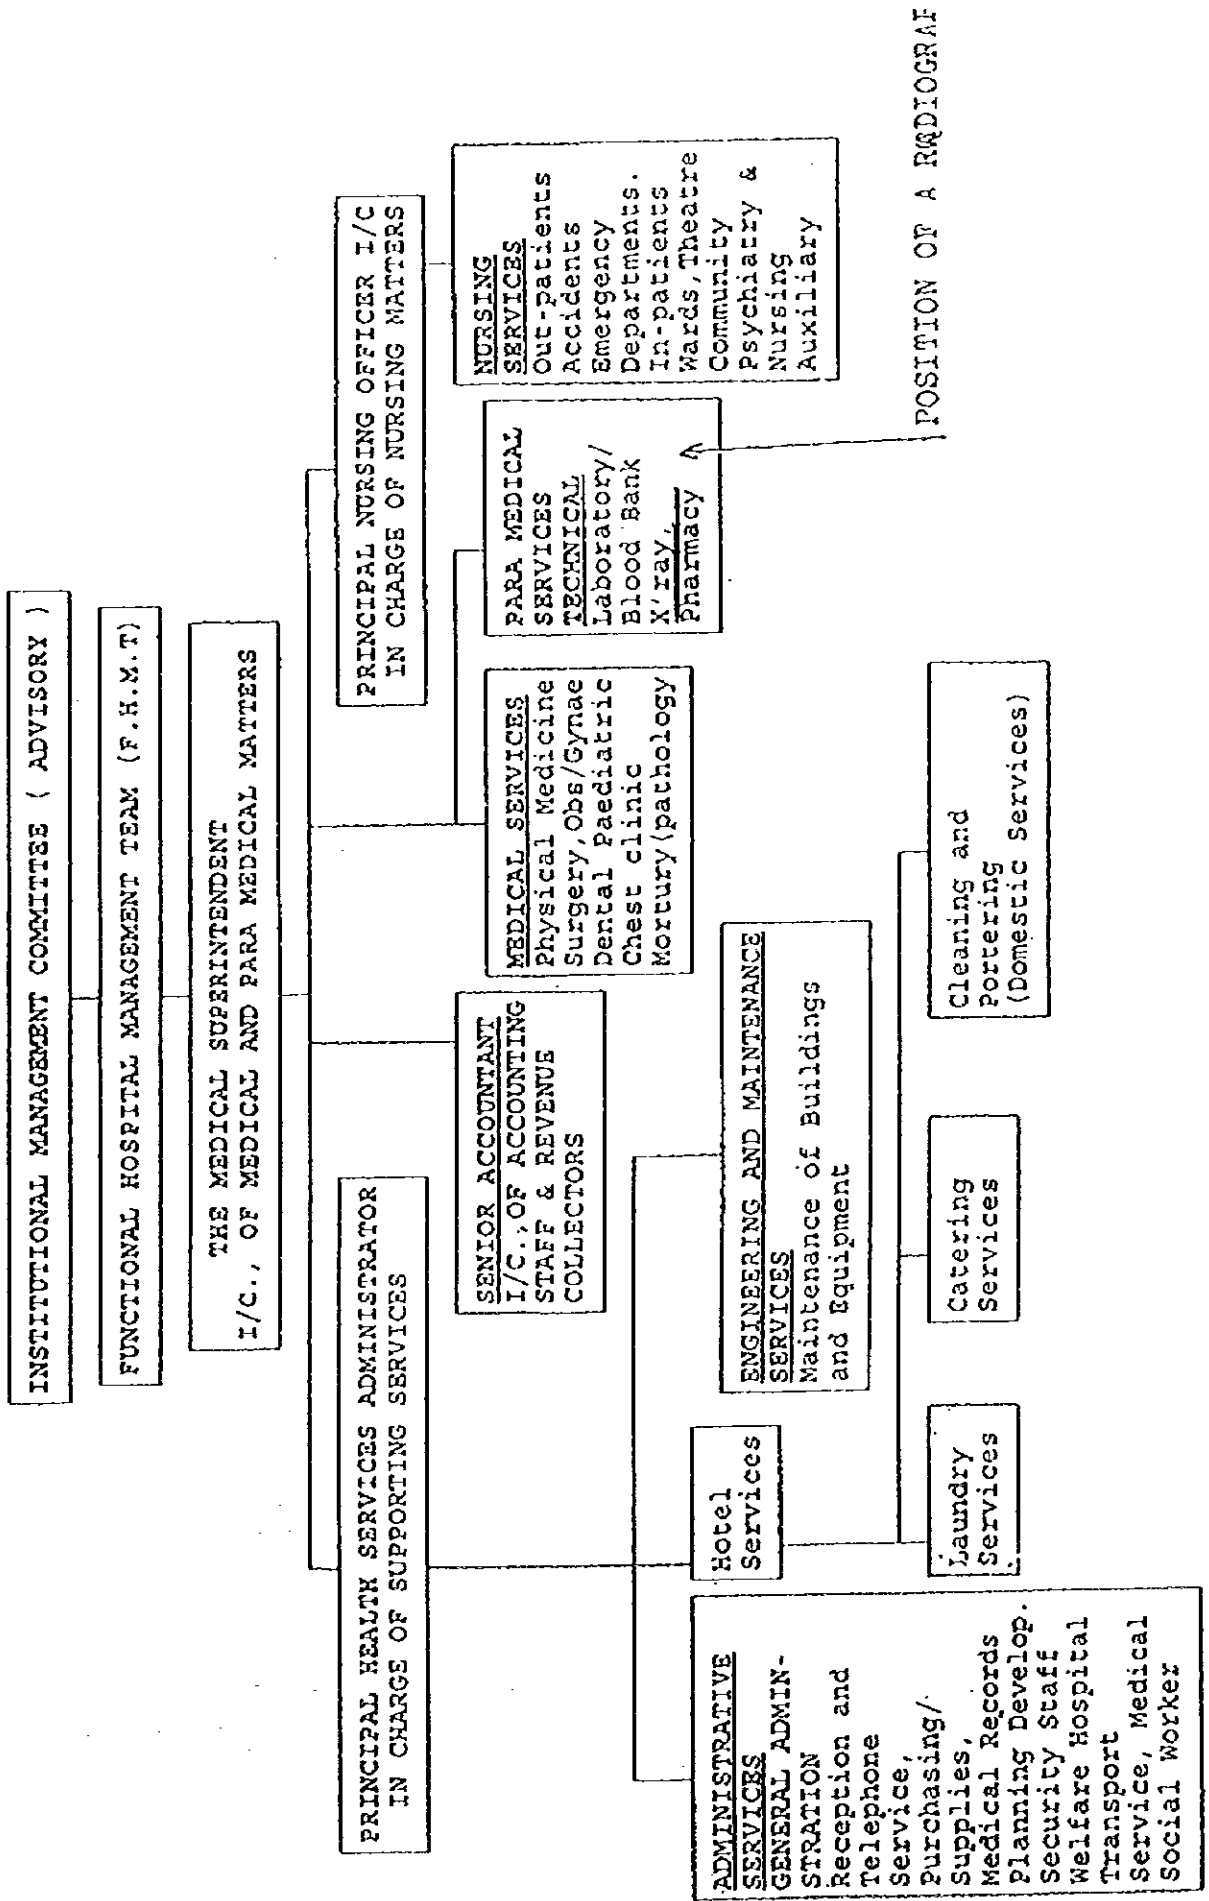 INSTITUTIONAL MANAGEMENT COMMITTEE ( ADVISORY )
FUNCTIONAL HOSPITAL MANAGEMENT TEAM (F.H.M.T)
THE MEDICAL SUPERINTENDENT
I/C., OF MEDICAL AND PARA MEDICAL MATTERS
PRINCIPAL HEALTH SERVICES ADMINISTRATOR
IN CHARGE OF SUPPORTING SERVICES
PRINCIPAL NURSING OFFICER I/C
IN CHARGE OF NURSING MATTERS
SENIOR ACCOUNTANT
I/C., OF ACCOUNTING
STAFF & REVENUE
COLLECTORS
MEDICAL SERVICES
Physical Medicine
Surgery,Obs/Gynae
Dental Paediatric
Chest clinic
Mortury(pathology
PARA MEDICAL
SERVICES
TECHNICAL
Laboratory/
Blood Bank
X'ray,
Pharmacy
NURSING
SERVICES
Out-patients
Accidents
Emergency
Departments.
In-patients
Wards,Theatre
Community
Psychiatry &
Nursing
Auxiliary
ADMINISTRATIVE
SERVICES
GENERAL ADMIN-
STRATION
Reception and
Telephone
Service,
Purchasing/
Supplies,
Medical Records
Planning Develop.
Security Staff
Welfare Hospital
Transport
Service, Medical
Social Worker
Hotel
Services
ENGINEERING AND MAINTENANCE
SERVICES
Maintenance of Buildings
and Equipment
Laundry
Services
Catering
Services
Cleaning and
Portering
(Domestic Services)
POSITION OF A RADIOGRAP